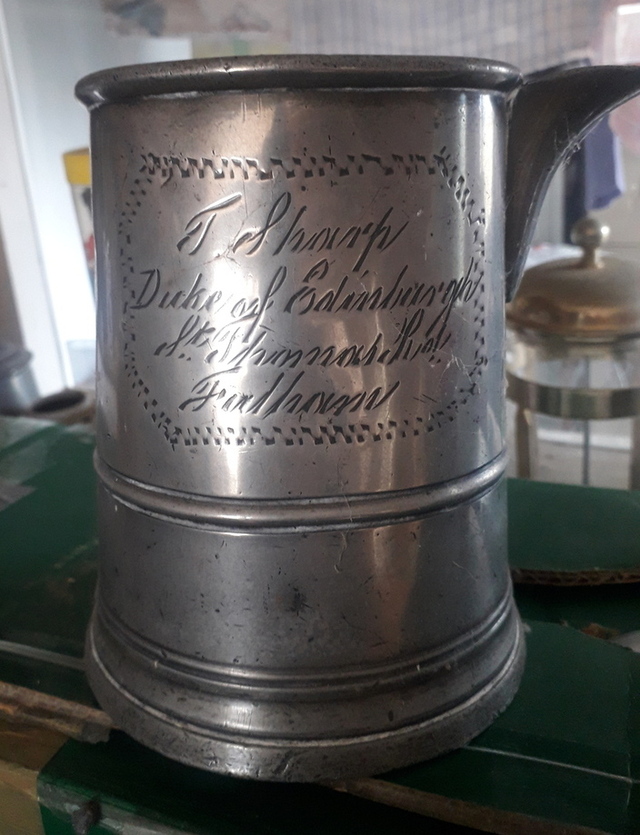 T Sharp
Duke of Edinburgh
St. Thomas Rd.
Fulham